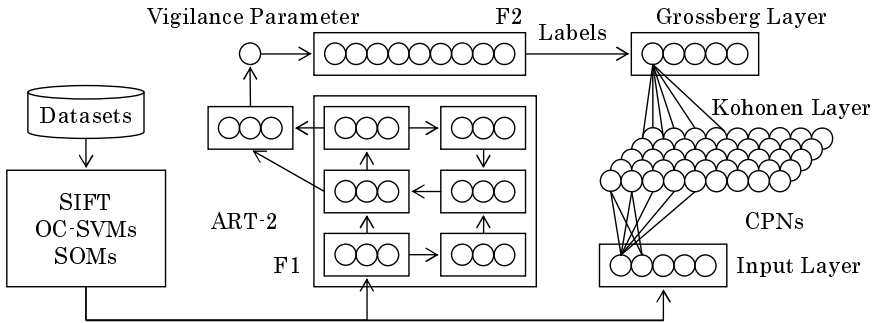 Vigilance Parameter
F2
Labels
Grossberg Layer
Datasets
Kohonen Layer
SIFT
OC-SVMs
SOMs
ART-2
CPNs
F1
Input Layer